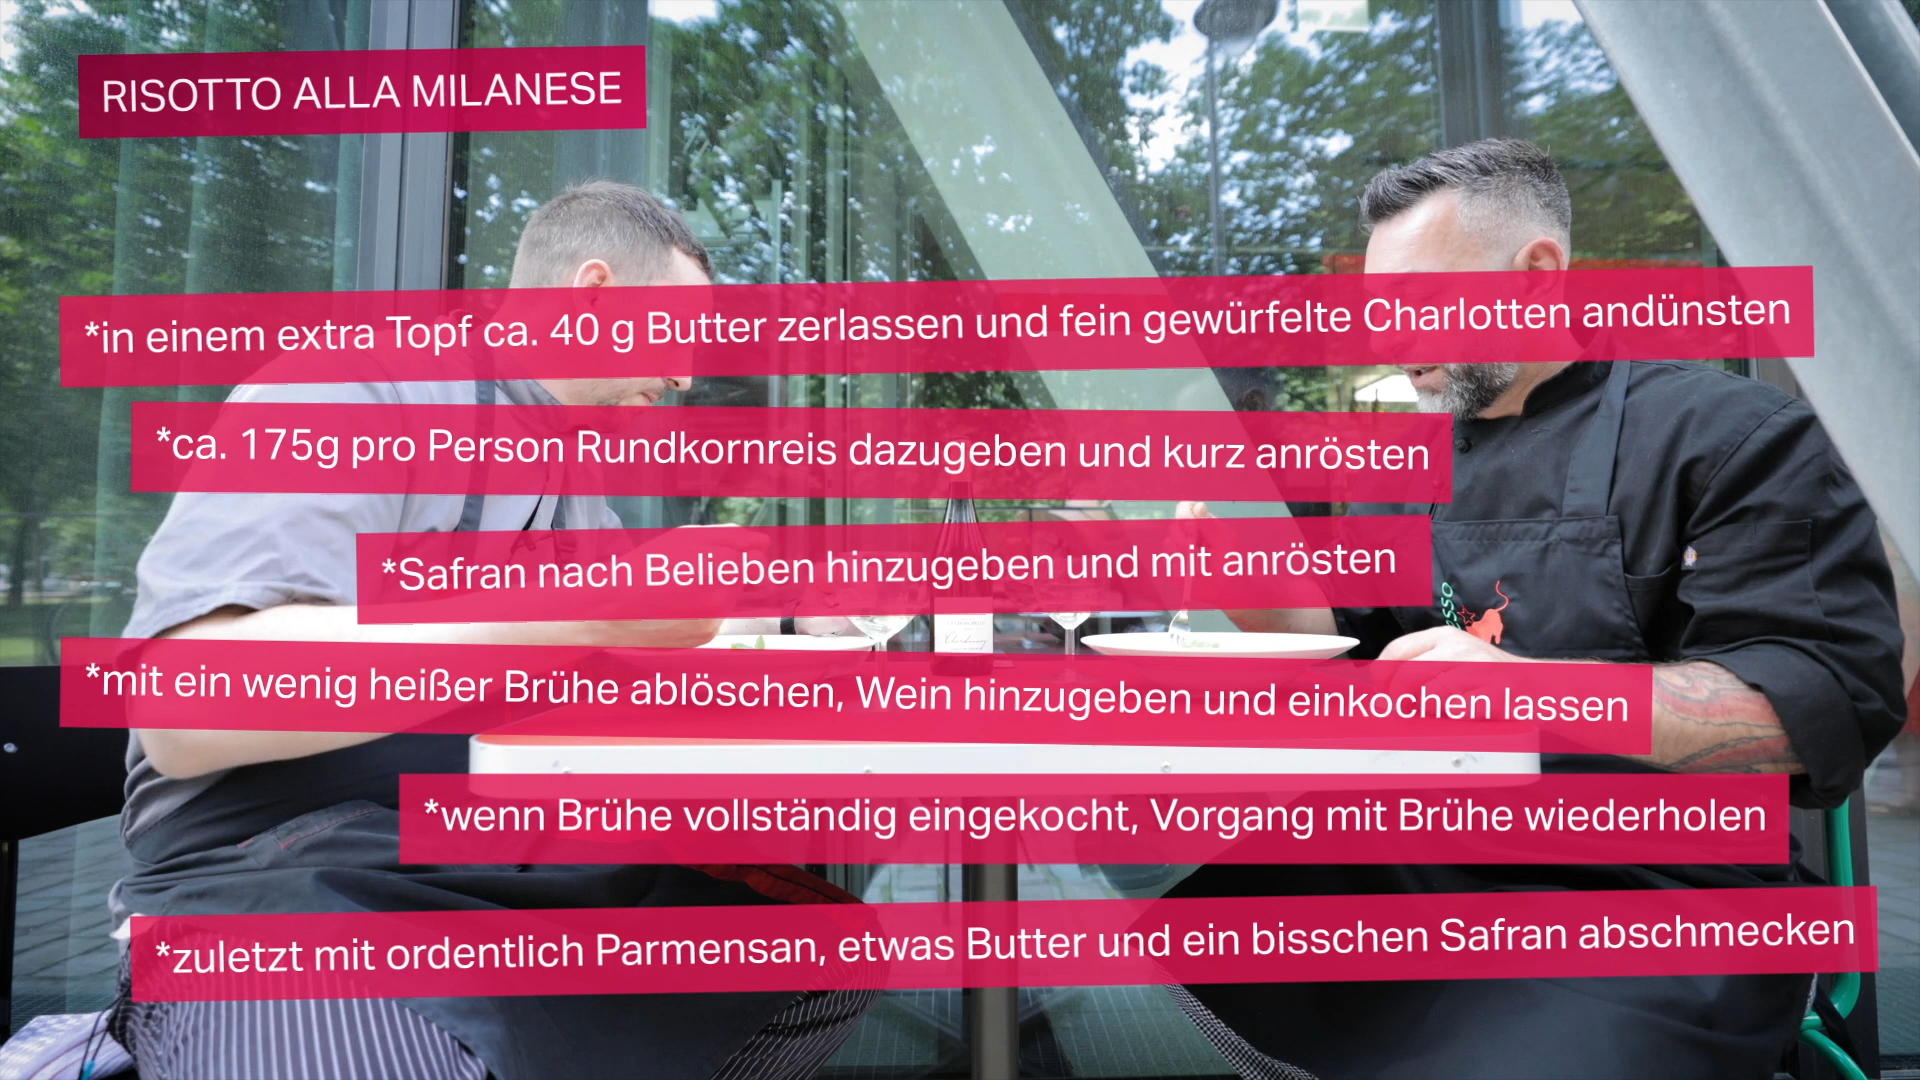 RISOTTO ALLA MILANESE
*in einem extra Topf ca. 40 g Butter zerlassen und fein gewürfelte Charlotten andünsten
*ca. 175g pro Person Rundkornreis dazugeben und kurz anrösten
*Safran nach Belieben hinzugeben und mit anrösten
*mit ein wenig heißer Brühe ablöschen, Wein hinzugeben und einkochen lassen
*wenn Brühe vollständig eingekocht, Vorgang mit Brühe wiederholen
*zuletzt mit ordentlich Parmensan, etwas Butter und ein bisschen Safran abschmecken
ESSO
Chardonnay